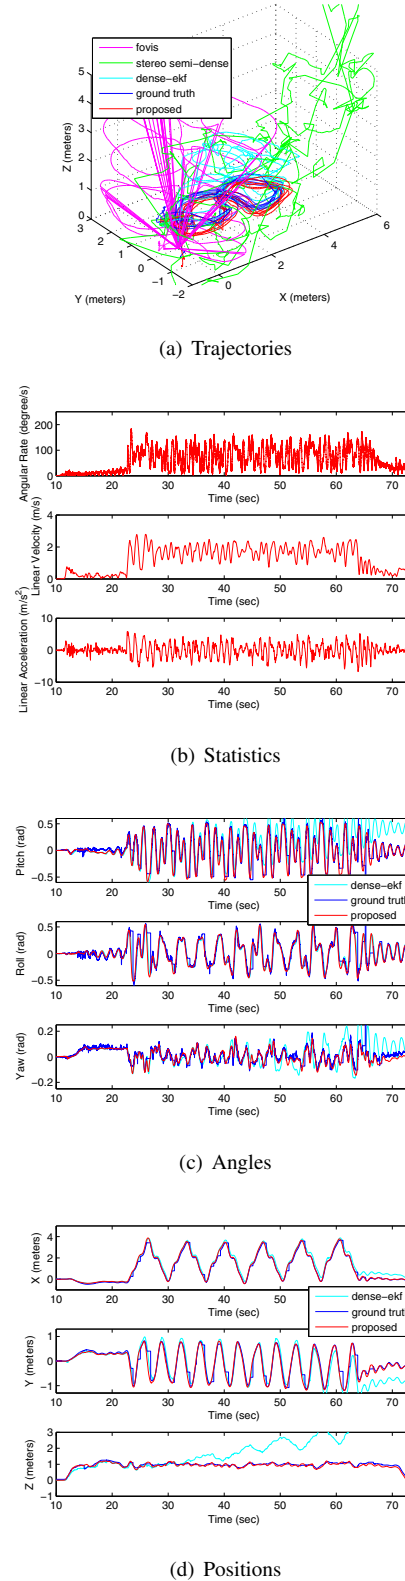 fovis
stereo semi-dense
dense-ekf
ground truth
proposed
5
4
3
2
1
0
Z (meters)
3
2
1
0
−1
−2
Y (meters)
0
2
4
6
X (meters)
(a) Trajectories
Angular Rate (degree/s)
200
100
0
10 20 30 40 50 60 70
Time (sec)
Linear Velocity (m/s)
4
2
0
10 20 30 40 50 60 70
Time (sec)
Linear Acceleration (m/s²)
10
0
−10
10 20 30 40 50 60 70
Time (sec)
(b) Statistics
Pitch (rad)
0.5
0
−0.5
10 20 30 40 50 60 70
Time (sec)
dense−ekf
ground truth
proposed
Roll (rad)
0.5
0
−0.5
10 20 30 40 50 60 70
Time (sec)
Yaw (rad)
0.2
0
−0.2
10 20 30 40 50 60 70
Time (sec)
(c) Angles
X (meters)
4
2
0
10 20 30 40 50 60 70
Time (sec)
dense−ekf
ground truth
proposed
Y (meters)
1
0
−1
10 20 30 40 50 60 70
Time (sec)
Z (meters)
3
2
1
0
−1
10 20 30 40 50 60 70
Time (sec)
(d) Positions